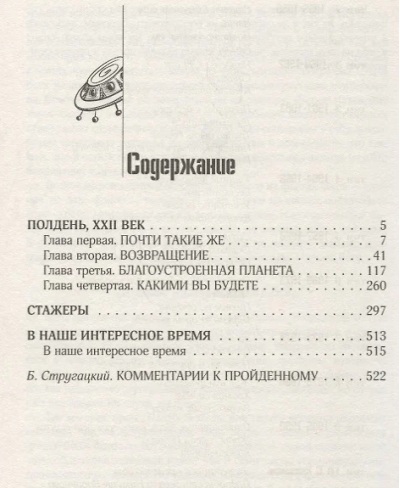 Содержание
ПОЛДЕНЬ, XXII ВЕК . . . . . . . . . . . . . . . . . . . . . . . . . . . . 5
Глава первая. ПОЧТИ ТАКИЕ ЖЕ . . . . . . . . . . . . . . . . . 7
Глава вторая. ВОЗВРАЩЕНИЕ . . . . . . . . . . . . . . . . . . . 41
Глава третья. БЛАГОУСТРОЕННАЯ ПЛАНЕТА . . . . . . . . . 117
Глава четвертая. КАКИМИ ВЫ БУДЕТЕ . . . . . . . . . . . . . 260
СТАЖЕРЫ . . . . . . . . . . . . . . . . . . . . . . . . . . . . . . . . . 297
В НАШЕ ИНТЕРЕСНОЕ ВРЕМЯ . . . . . . . . . . . . . . . . . . . 513
В наше интересное время . . . . . . . . . . . . . . . . . . . . . 515
Б. Стругацкий. КОММЕНТАРИИ К ПРОЙДЕННОМУ . . . . . 522